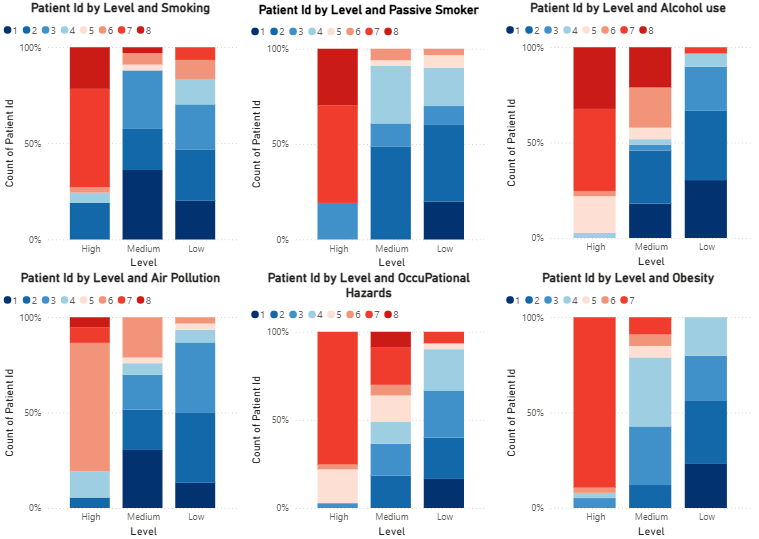 Patient Id by Level and Smoking
1 2 3 4 5 6 7 8
100%
50%
0%
Count of Patient Id
High Medium Low
Level
Patient Id by Level and Passive Smoker
1 2 3 4 5 6 7 8
100%
50%
0%
Count of Patient Id
High Medium Low
Level
Patient Id by Level and Alcohol use
1 2 3 4 5 6 7 8
100%
50%
0%
Count of Patient Id
High Medium Low
Level
Patient Id by Level and Air Pollution
1 2 3 4 5 6 7 8
100%
50%
0%
Count of Patient Id
High Medium Low
Level
Patient Id by Level and OccuPational
Hazards
1 2 3 4 5 6 7 8
100%
50%
0%
Count of Patient Id
High Medium Low
Level
Patient Id by Level and Obesity
1 2 3 4 5 6 7
100%
50%
0%
Count of Patient Id
High Medium Low
Level